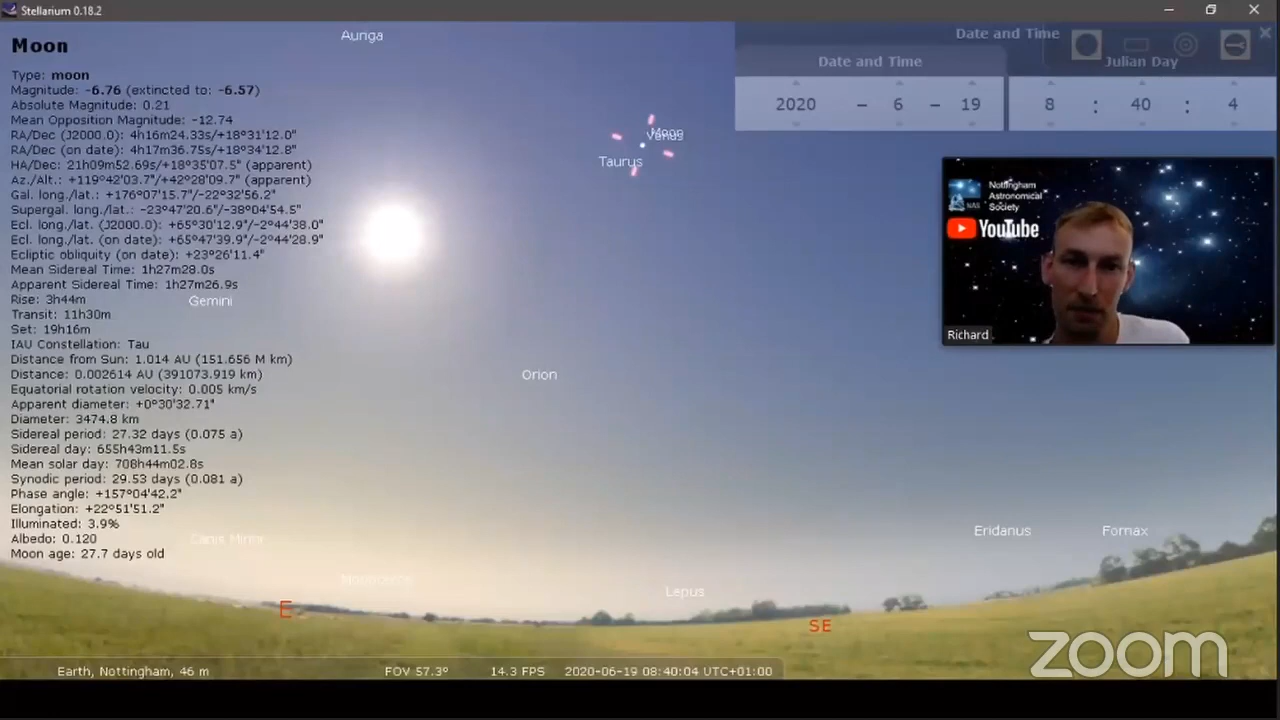 Stellarium 0.18.2
Moon
Type: moon
Magnitude: -6.76 (extincted to: -6.57)
Absolute Magnitude: 0.21
Mean Opposition Magnitude: -12.74
RA/Dec (J2000.0): 4h16m24.33s/+18°31'12.0"
RA/Dec (on date): 4h17m36.75s/+18°34'12.8"
HA/Dec: 21h09m52.69s/+18°35'07.5" (apparent)
Az./Alt.: +119°42'03.7"/+42°28'09.7" (apparent)
Gal. long./lat.: +176°07'15.7"/-22°32'56.2"
Supergal. long./lat.: -23°47'20.6"/-38°04'54.5"
Ecl. long./lat. (J2000.0): +65°30'12.9"/-2°44'38.0"
Ecl. long./lat. (on date): +65°47'39.9"/-2°44'28.9"
Ecliptic obliquity (on date): +23°26'11.4"
Mean Sidereal Time: 1h27m28.0s
Apparent Sidereal Time: 1h27m26.9s
Rise: 3h44m
Transit: 11h30m
Set: 19h16m
IAU Constellation: Tau
Distance from Sun: 1.014 AU (151.656 M km)
Distance: 0.002614 AU (391073.919 km)
Equatorial rotation velocity: 0.005 km/s
Apparent diameter: +0°30'32.71"
Diameter: 3474.8 km
Sidereal period: 27.32 days (0.075 a)
Sidereal day: 655h43m11.5s
Mean solar day: 708h44m02.8s
Synodic period: 29.53 days (0.081 a)
Phase angle: +157°04'42.2"
Elongation: +22°51'51.2"
Illuminated: 3.9%
Albedo: 0.120
Moon age: 27.7 days old
Auriga
Moon
Venus
Taurus
Gemini
Orion
Canis Minor
Monoceros
Lepus
Eridanus
Fornax
E
SE
Date and Time
Date and Time
Julian Day
2020 - 6 - 19
8 : 40 : 4
NAS
Nottingham
Astronomical
Society
YouTube
Richard
zoom
Earth, Nottingham, 46 m
FOV 57.3°
14.3 FPS
2020-06-19 08:40:04 UTC+01:00